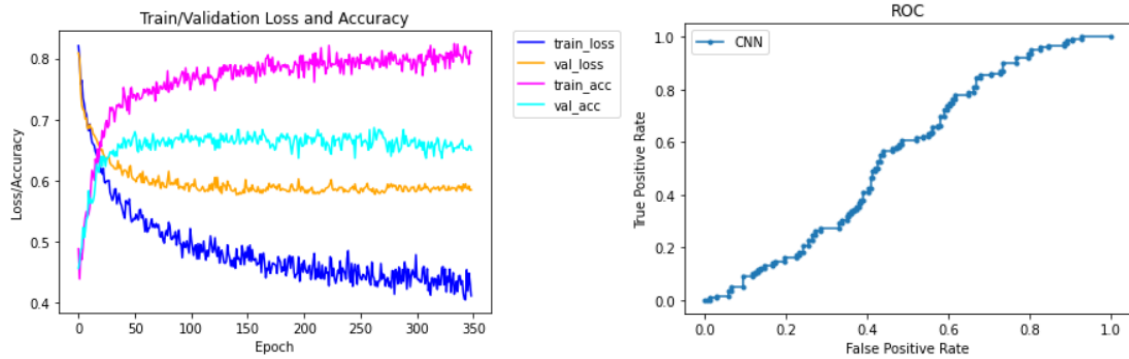 Train/Validation Loss and Accuracy
0.8
0.7
0.6
0.5
0.4
Loss/Accuracy
0
50
100
150
200
250
300
350
Epoch
train_loss
val_loss
train_acc
val_acc
ROC
CNN
1.0
0.8
0.6
0.4
0.2
0.0
True Positive Rate
0.0
0.2
0.4
0.6
0.8
1.0
False Positive Rate